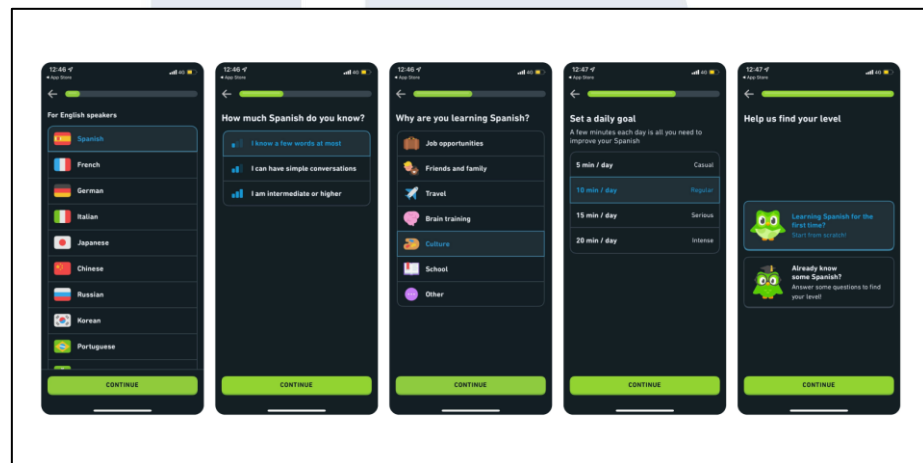 12:46
App Store
4G
For English speakers
Spanish
French
German
Italian
Japanese
Chinese
Russian
Korean
Portuguese
CONTINUE
12:46
App Store
4G
How much Spanish do you know?
I know a few words at most
I can have simple conversations
I am intermediate or higher
CONTINUE
12:46
App Store
4G
Why are you learning Spanish?
Job opportunities
Friends and family
Travel
Brain training
Culture
School
Other
CONTINUE
12:47
App Store
4G
Set a daily goal
A few minutes each day is all you need to
improve your Spanish
5 min / day Casual
10 min / day Regular
15 min / day Serious
20 min / day Intense
CONTINUE
12:47
App Store
4G
Help us find your level
Learning Spanish for the
first time?
Start from scratch!
Already know
some Spanish?
Answer some questions to find
your level!
CONTINUE